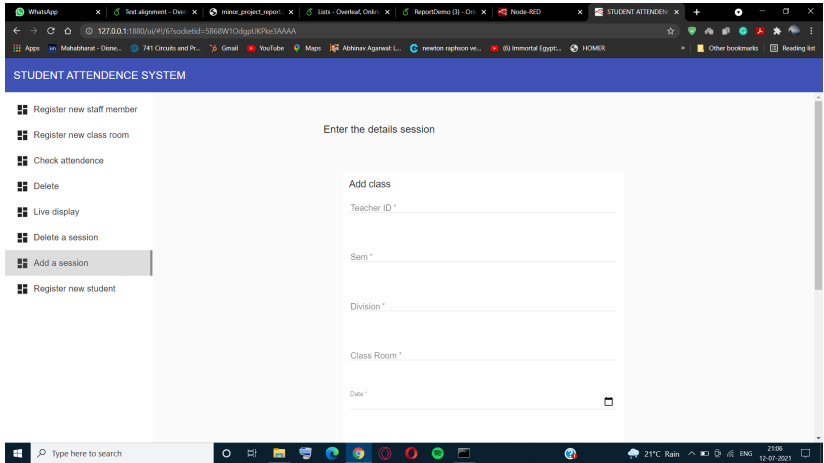 WhatsApp
Text alignment - Over
minor_project_report.
Lists - Overleaf, Onlin
ReportDemo (3) - On
Node-RED
STUDENT ATTENDEN
127.0.0.1:1880/ui/#!/6?socketid=5B68W1OdgpUKPke3AAAA
Apps
Mahabharat - Disne...
741 Circuits and Pr...
Gmail
YouTube
Maps
Abhinav Agarwal: L...
newton raphson ve...
(6) Immortal Egypt:...
HOMER
»
Other bookmarks
Reading list
STUDENT ATTENDENCE SYSTEM
Register new staff member
Register new class room
Check attendence
Delete
Live display
Delete a session
Add a session
Register new student
Enter the details session
Add class
Teacher ID *
Sem *
Division *
Class Room *
Date *
Type here to search
21°C Rain
ENG
21:06
12-07-2021